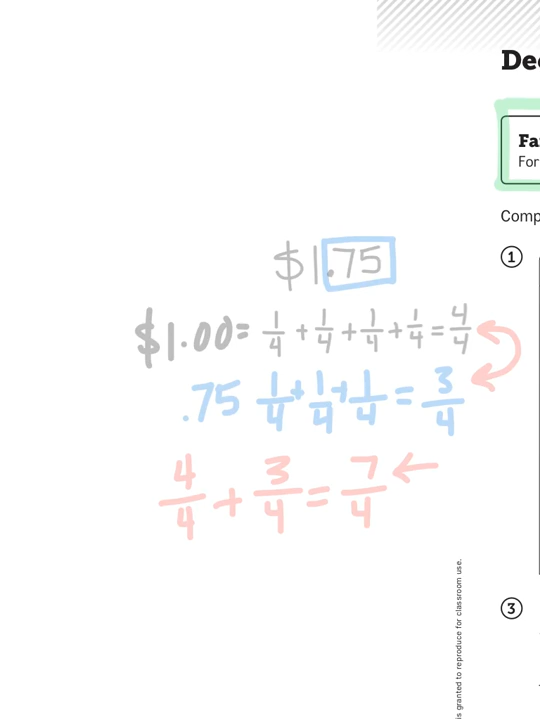 De
Fa
For
Comp
1
$1.75
$1.00= 1/4 + 1/4 + 1/4 + 1/4 = 4/4
.75 1/4 + 1/4 + 1/4 = 3/4
4/4 + 3/4 = 7/4
3
is granted to reproduce for classroom use.